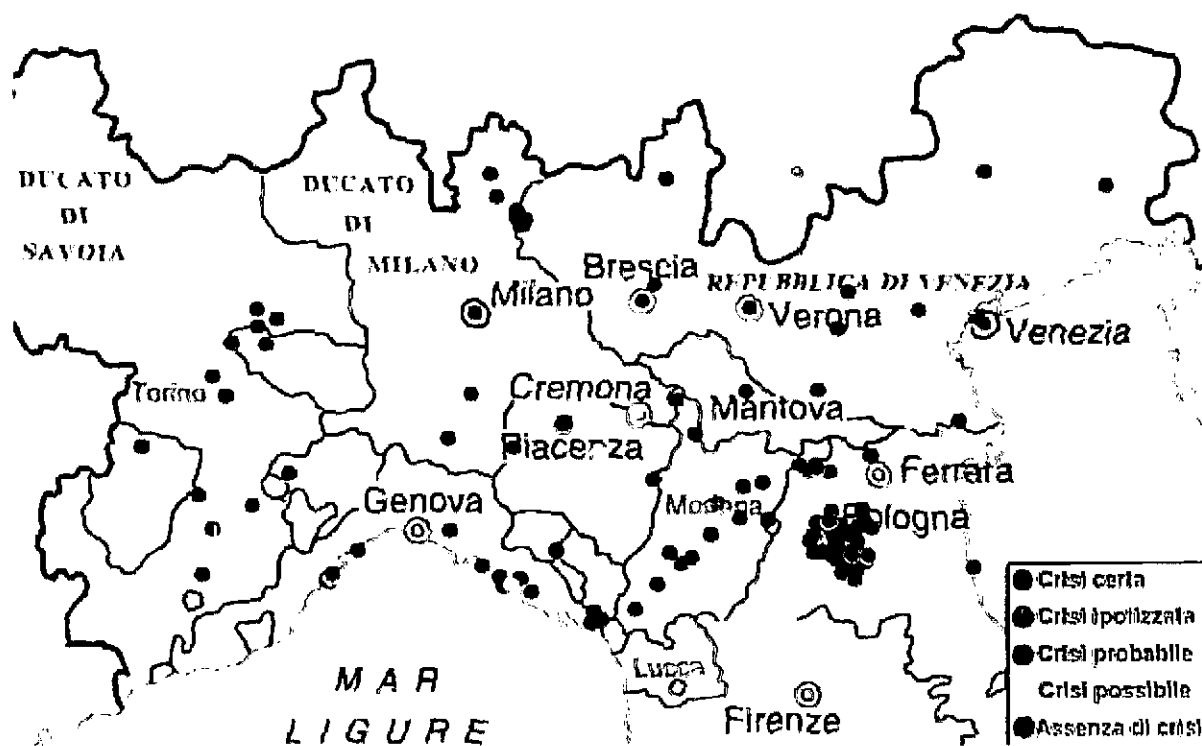 DUCATO
DI
SAVOIA
DUCATO
DI
MILANO
Brescia
REPUBBLICA DI VENEZIA
Milano
Verona
Venezia
Torino
Cremona
Mantova
Piacenza
Ferrara
Genova
Modena
Bologna
Lucca
Firenze
MAR
LIGURE
Crisi certa
Crisi ipotizzata
Crisi probabile
Crisi possibile
Assenza di crisi